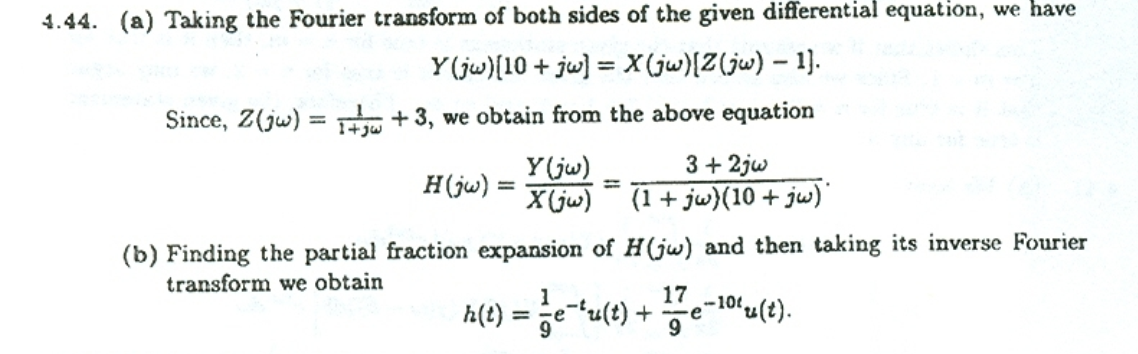 4.44. (a) Taking the Fourier transform of both sides of the given differential equation, we have
Y(jω)[10 + jω] = X(jω)[Z(jω) − 1].
Since, Z(jω) = 1/(1+jω) + 3, we obtain from the above equation
H(jω) = Y(jω)/X(jω) = (3 + 2jω)/((1 + jω)(10 + jω)).
(b) Finding the partial fraction expansion of H(jω) and then taking its inverse Fourier
transform we obtain
h(t) = 1/9 e^{−t}u(t) + 17/9 e^{−10t}u(t).